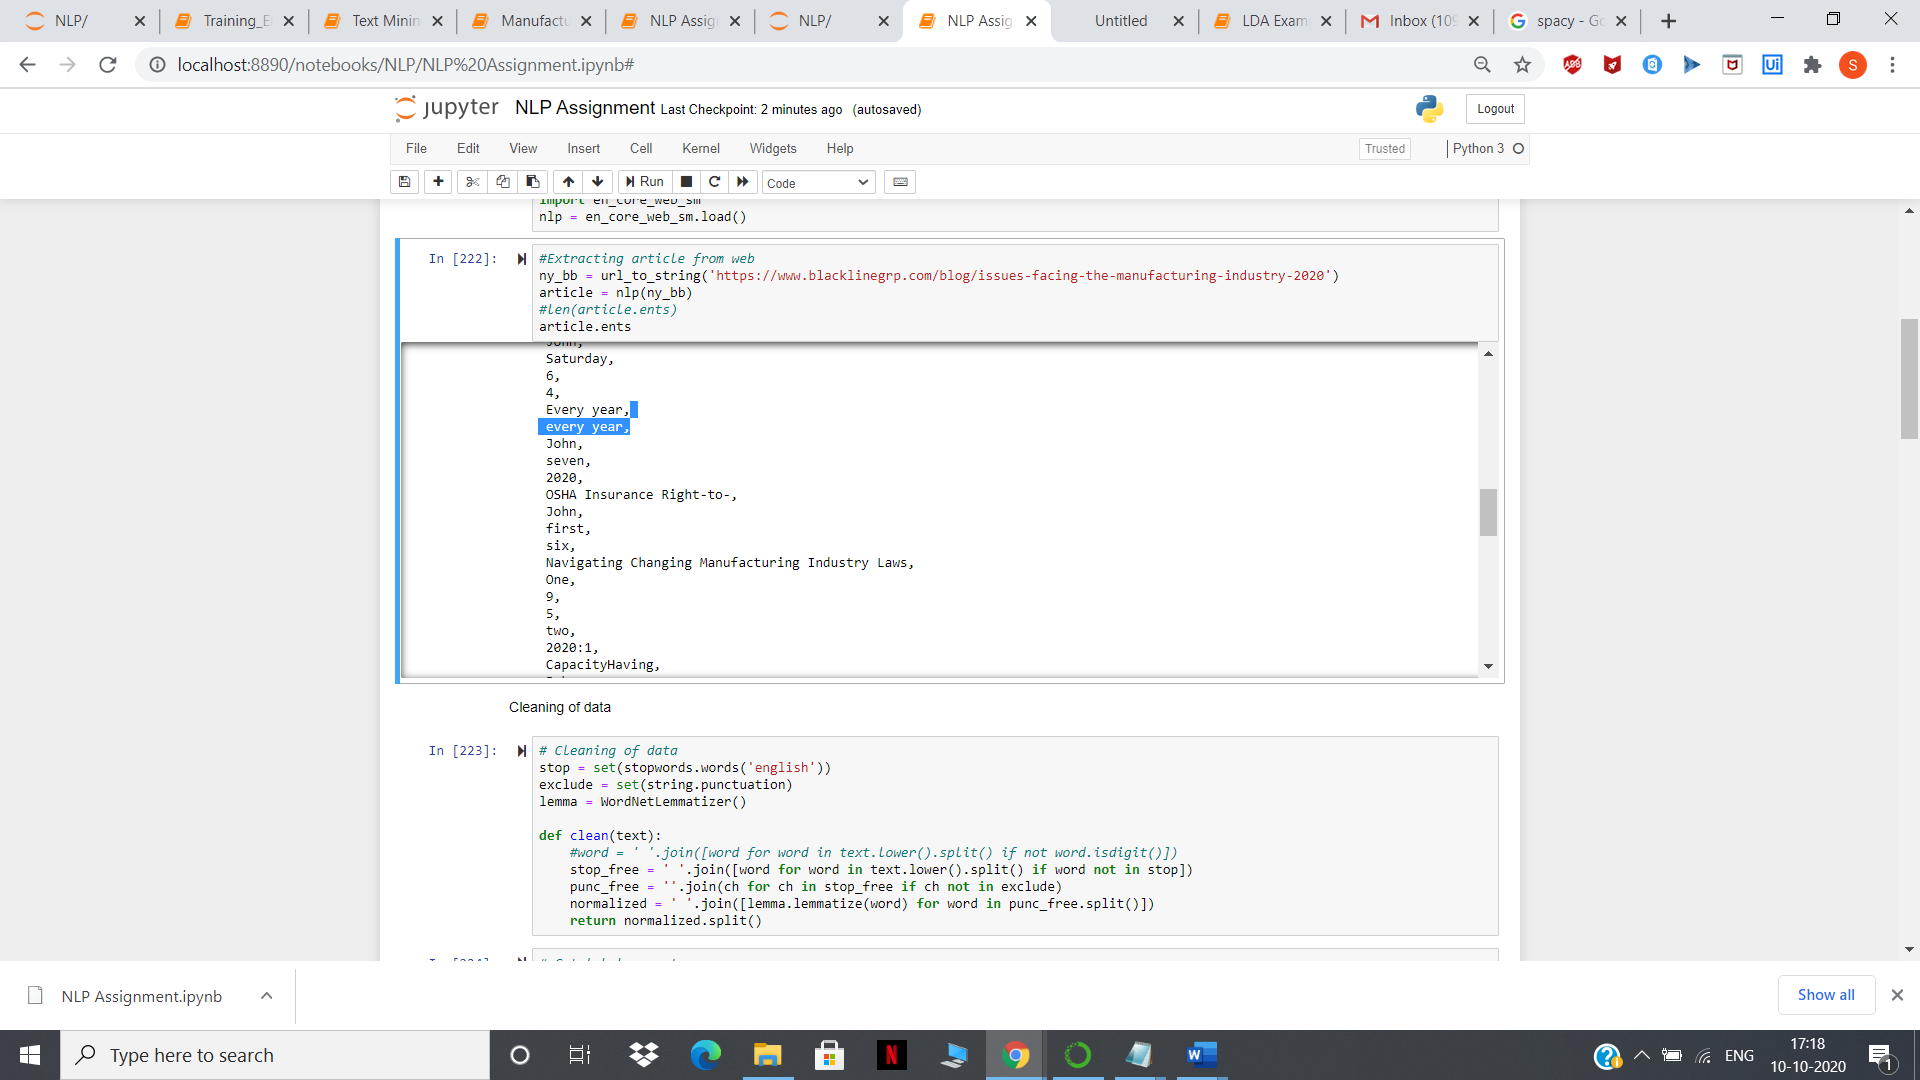 NLP/
Training_E
Text Minin
Manufactu
NLP Assig
NLP/
NLP Assig
Untitled
LDA Exam
Inbox (109
spacy - Go
localhost:8890/notebooks/NLP/NLP%20Assignment.ipynb#
S
jupyter NLP Assignment Last Checkpoint: 2 minutes ago (autosaved)
Logout
File Edit View Insert Cell Kernel Widgets Help
Trusted
Python 3
Run
Code
import en_core_web_sm
nlp = en_core_web_sm.load()
In [222]:
#Extracting article from web
ny_bb = url_to_string('https://www.blacklinegrp.com/blog/issues-facing-the-manufacturing-industry-2020')
article = nlp(ny_bb)
#len(article.ents)
article.ents
John,
Saturday,
6,
4,
Every year,
every year,
John,
seven,
2020,
OSHA Insurance Right-to-,
John,
first,
six,
Navigating Changing Manufacturing Industry Laws,
One,
9,
5,
two,
2020:1,
CapacityHaving,
Cleaning of data
In [223]:
# Cleaning of data
stop = set(stopwords.words('english'))
exclude = set(string.punctuation)
lemma = WordNetLemmatizer()
def clean(text):
#word = ' '.join([word for word in text.lower().split() if not word.isdigit()])
stop_free = ' '.join([word for word in text.lower().split() if word not in stop])
punc_free = ''.join(ch for ch in stop_free if ch not in exclude)
normalized = ' '.join([lemma.lemmatize(word) for word in punc_free.split()])
return normalized.split()
NLP Assignment.ipynb
Show all
Type here to search
ENG
17:18
10-10-2020
1